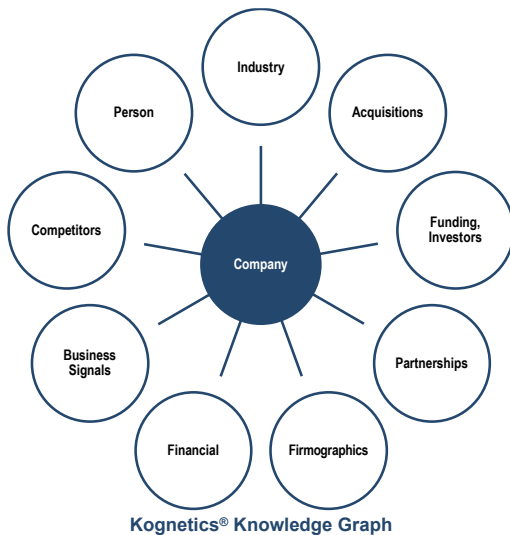 Industry
Person
Acquisitions
Competitors
Funding,
Investors
Company
Business
Signals
Partnerships
Financial
Firmographics
Kognetics® Knowledge Graph